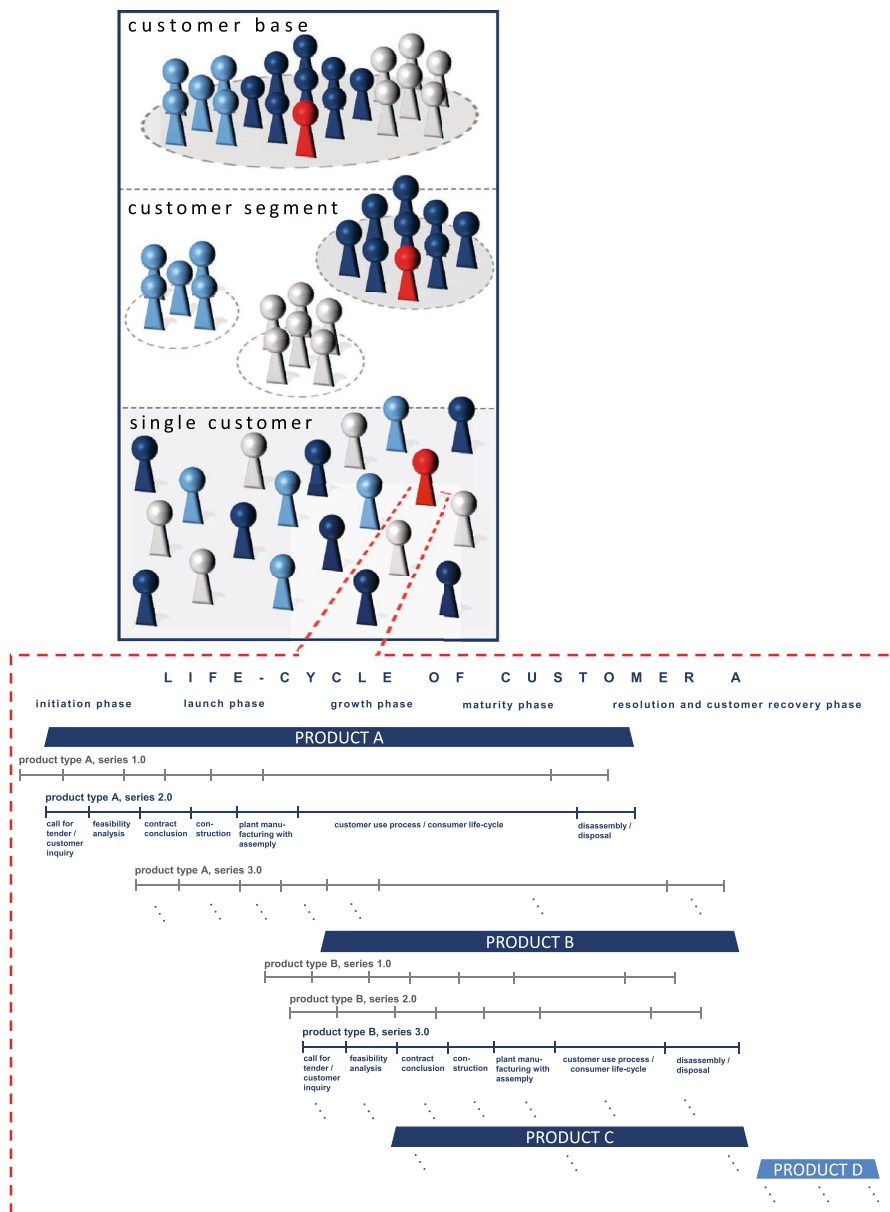 customer base
customer segment
single customer
LIFE-CYCLE OF CUSTOMER A
initiation phase launch phase growth phase maturity phase resolution and customer recovery phase
PRODUCT A
product type A, series 1.0
product type A, series 2.0
call for
tender /
customer
inquiry
feasibility
analysis
contract
conclusion
con-
struction
plant manu-
facturing with
assemply
customer use process / consumer life-cycle
disassembly /
disposal
product type A, series 3.0
PRODUCT B
product type B, series 1.0
product type B, series 2.0
product type B, series 3.0
call for
tender /
customer
inquiry
feasibility
analysis
contract
conclusion
con-
struction
plant manu-
facturing with
assemply
customer use process /
consumer life-cycle
disassembly /
disposal
PRODUCT C
PRODUCT D